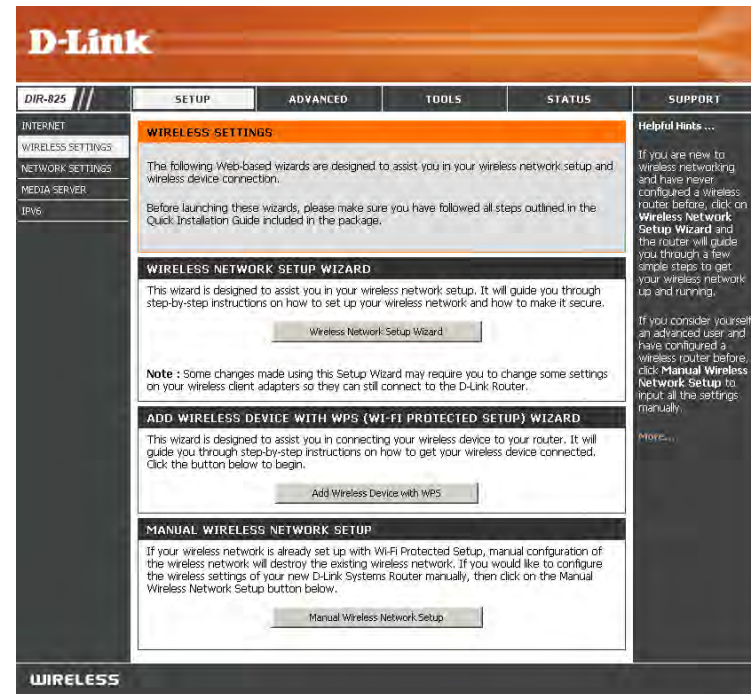 D-Link
DIR-825
SETUP
ADVANCED
TOOLS
STATUS
SUPPORT
INTERNET
WIRELESS SETTINGS
NETWORK SETTINGS
MEDIA SERVER
IPV6
WIRELESS SETTINGS
The following Web-based wizards are designed to assist you in your wireless network setup and
wireless device connection.
Before launching these wizards, please make sure you have followed all steps outlined in the
Quick Installation Guide included in the package.
WIRELESS NETWORK SETUP WIZARD
This wizard is designed to assist you in your wireless network setup. It will guide you through
step-by-step instructions on how to set up your wireless network and how to make it secure.
Wireless Network Setup Wizard
Note : Some changes made using this Setup Wizard may require you to change some settings
on your wireless client adapters so they can still connect to the D-Link Router.
ADD WIRELESS DEVICE WITH WPS (WI-FI PROTECTED SETUP) WIZARD
This wizard is designed to assist you in connecting your wireless device to your router. It will
guide you through step-by-step instructions on how to get your wireless device connected.
Click the button below to begin.
Add Wireless Device with WPS
MANUAL WIRELESS NETWORK SETUP
If your wireless network is already set up with Wi-Fi Protected Setup, manual confguration of
the wireless network will destroy the existing wireless network. If you would like to configure
the wireless settings of your new D-Link Systems Router manually, then click on the Manual
Wireless Network Setup button below.
Manual Wireless Network Setup
Helpful Hints ...
If you are new to
wireless networking
and have never
configured a wireless
router before, click on
Wireless Network
Setup Wizard and
the router will guide
you through a few
simple steps to get
your wireless network
up and running.
If you consider yourself
an advanced user and
have configured a
wireless router before,
click Manual Wireless
Network Setup to
input all the settings
manually.
More...
WIRELESS